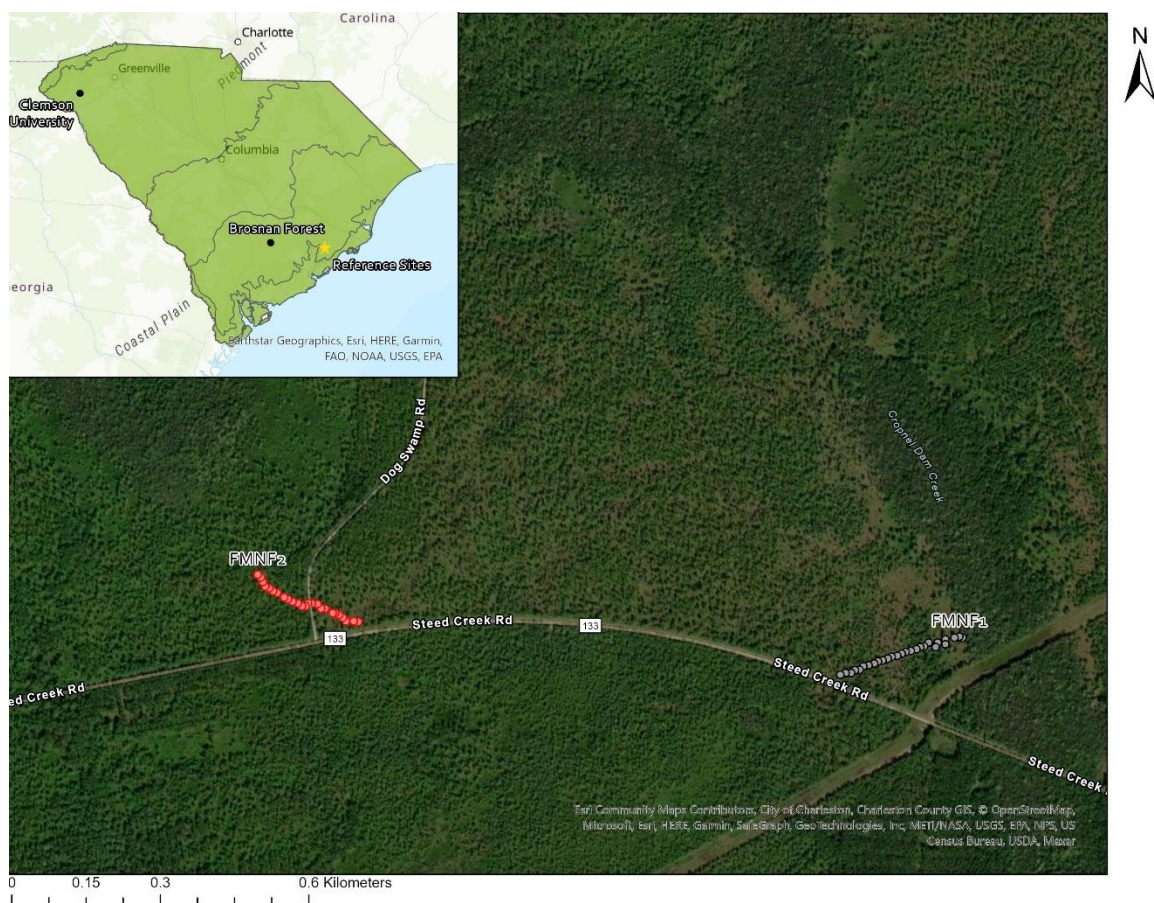 Carolina
Charlotte
Piedmont
Greenville
Clemson
University
Columbia
Brosnan Forest
Reference Sites
eorgia
Coastal Plain
Earthstar Geographics, Esri, HERE, Garmin,
FAO, NOAA, USGS, EPA
N
Dog Swamp Rd
Cropnel Dam Creek
FMNF2
FMNF1
Steed Creek Rd
133
133
Steed Creek Rd
eed Creek Rd
Steed Creek R
Esri Community Maps Contributors, City of Charleston, Charleston County GIS, © OpenStreetMap,
Microsoft, Esri, HERE, Garmin, SafeGraph, GeoTechnologies, Inc, METI/NASA, USGS, EPA, NPS, US
Census Bureau, USDA, Maxar
0 0.15 0.3 0.6 Kilometers